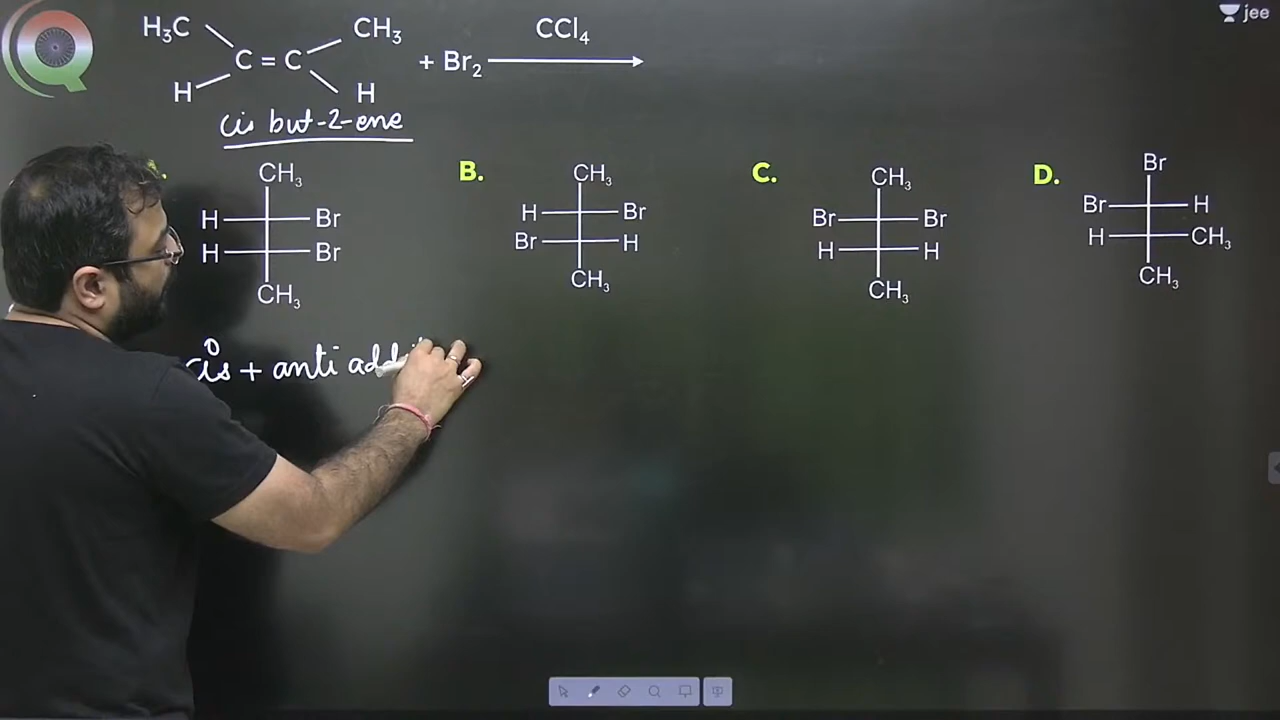 H₃C CH₃
C = C + Br₂ CCl₄
H H
cis but-2-ene
jee
CH₃
H Br
H Br
CH₃
B.
CH₃
H Br
Br H
CH₃
C.
CH₃
Br Br
H H
CH₃
D.
Br
Br H
H CH₃
CH₃
cis + anti